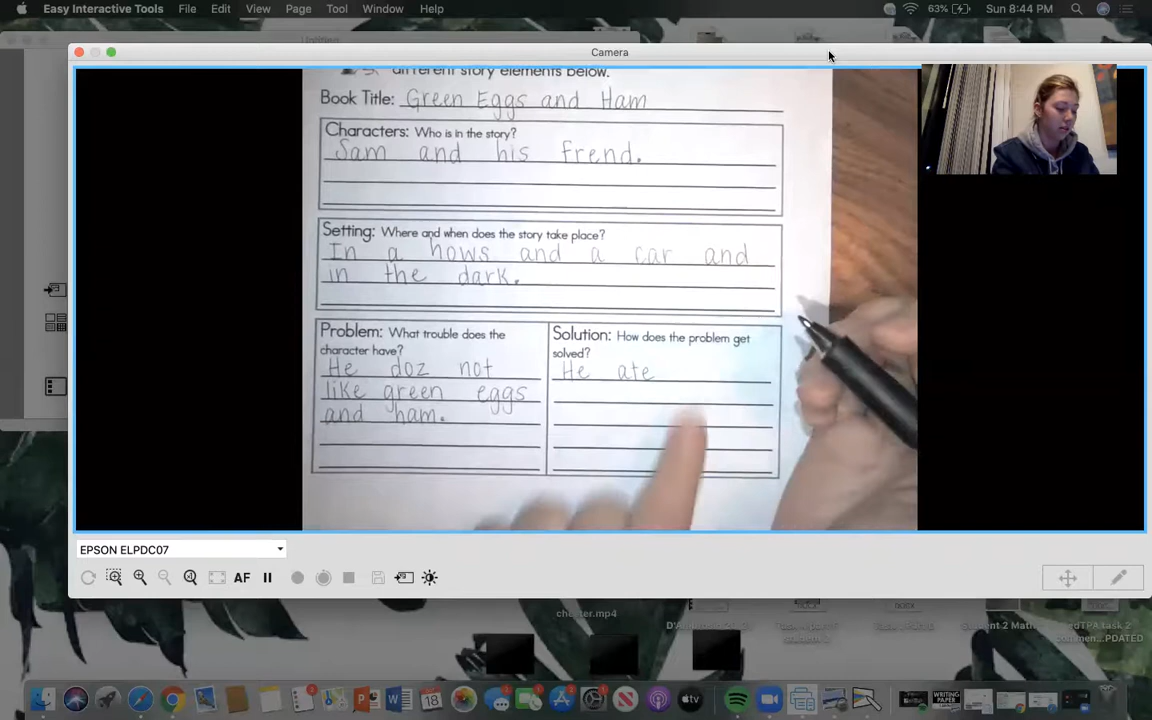 Easy Interactive Tools File Edit View Page Tool Window Help 63% Sun 8:44 PM
Camera
different story elements below.
Book Title: Green Eggs and Ham
Characters: Who is in the story?
Sam and his frend.
Setting: Where and when does the story take place?
In a hows and a car and
in the dark.
Problem: What trouble does the
character have?
He doz not
like green eggs
and ham.
Solution: How does the problem get
solved?
He ate
EPSON ELPDC07
AF
chester.mp4